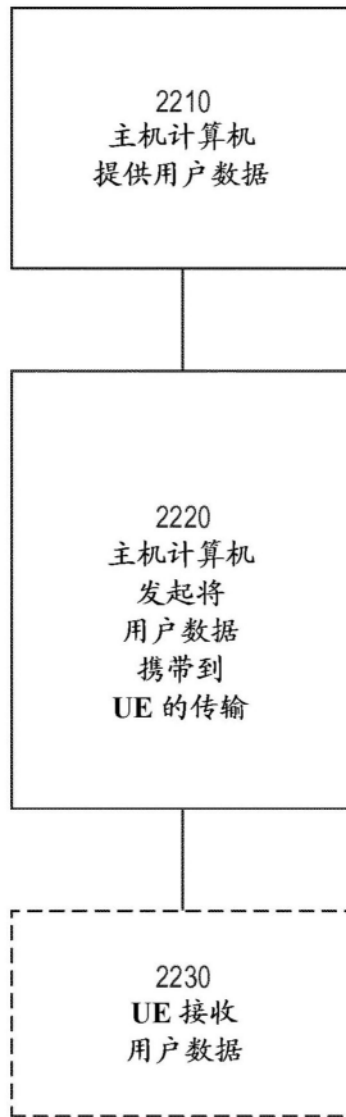 2210
主机计算机
提供用户数据
2220
主机计算机
发起将
用户数据
携带到
UE 的传输
2230
UE 接收
用户数据